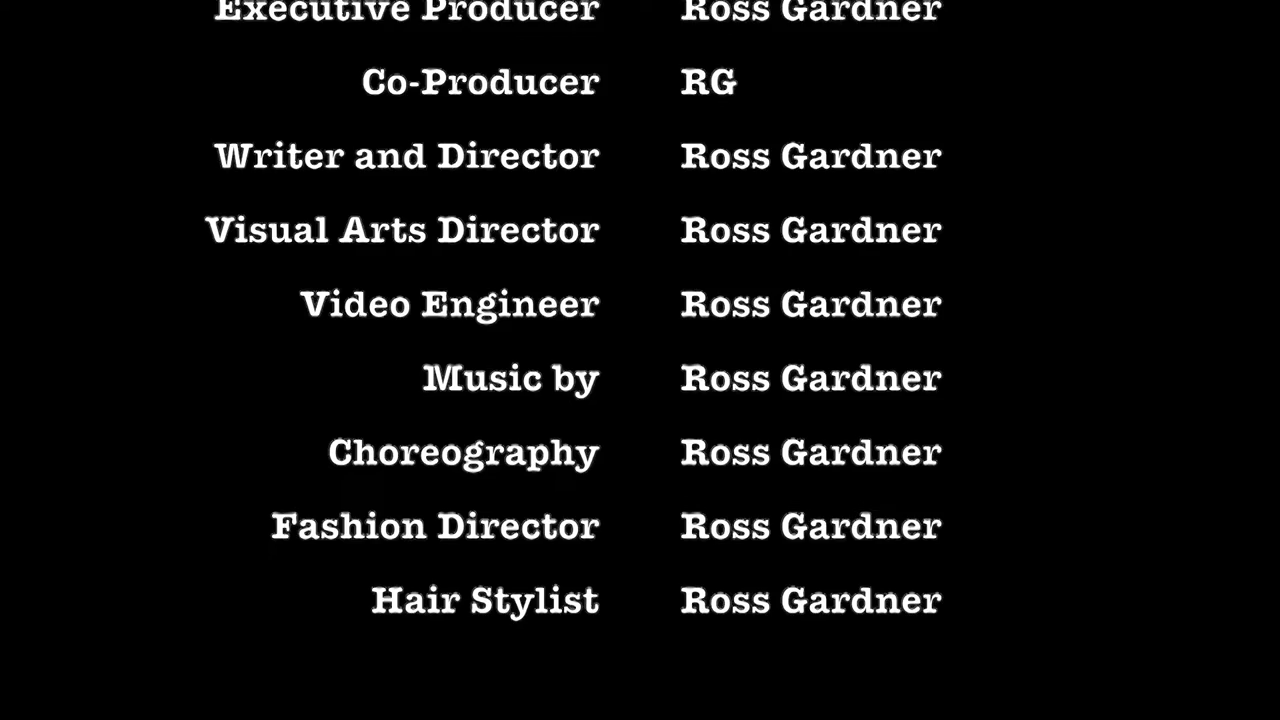 Executive Producer Ross Gardner
Co-Producer RG
Writer and Director Ross Gardner
Visual Arts Director Ross Gardner
Video Engineer Ross Gardner
Music by Ross Gardner
Choreography Ross Gardner
Fashion Director Ross Gardner
Hair Stylist Ross Gardner